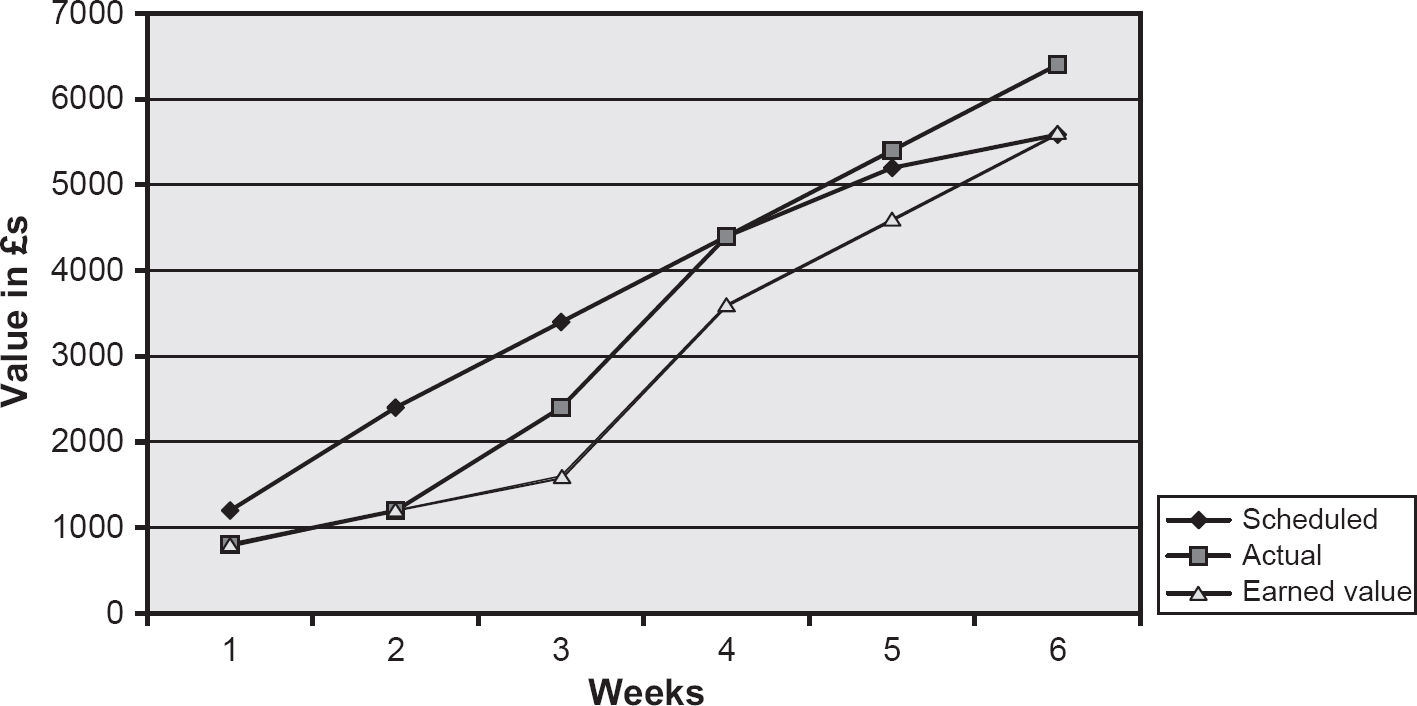 7000
6000
5000
4000
3000
2000
1000
0
Value in £s
1 2 3 4 5 6
Weeks
Scheduled
Actual
Earned value